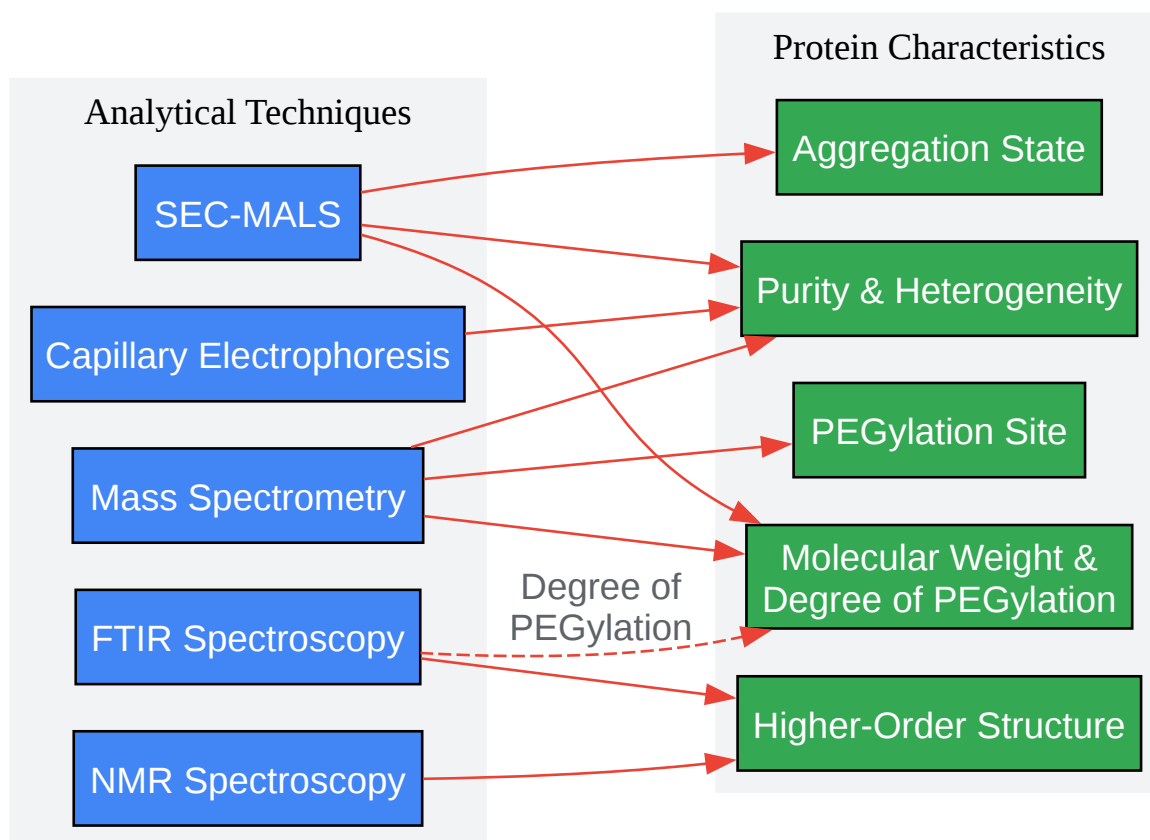 Analytical Techniques
SEC-MALS
Capillary Electrophoresis
Mass Spectrometry
FTIR Spectroscopy
NMR Spectroscopy
Degree of
PEGylation
Protein Characteristics
Aggregation State
Purity & Heterogeneity
PEGylation Site
Molecular Weight &
Degree of PEGylation
Higher-Order Structure